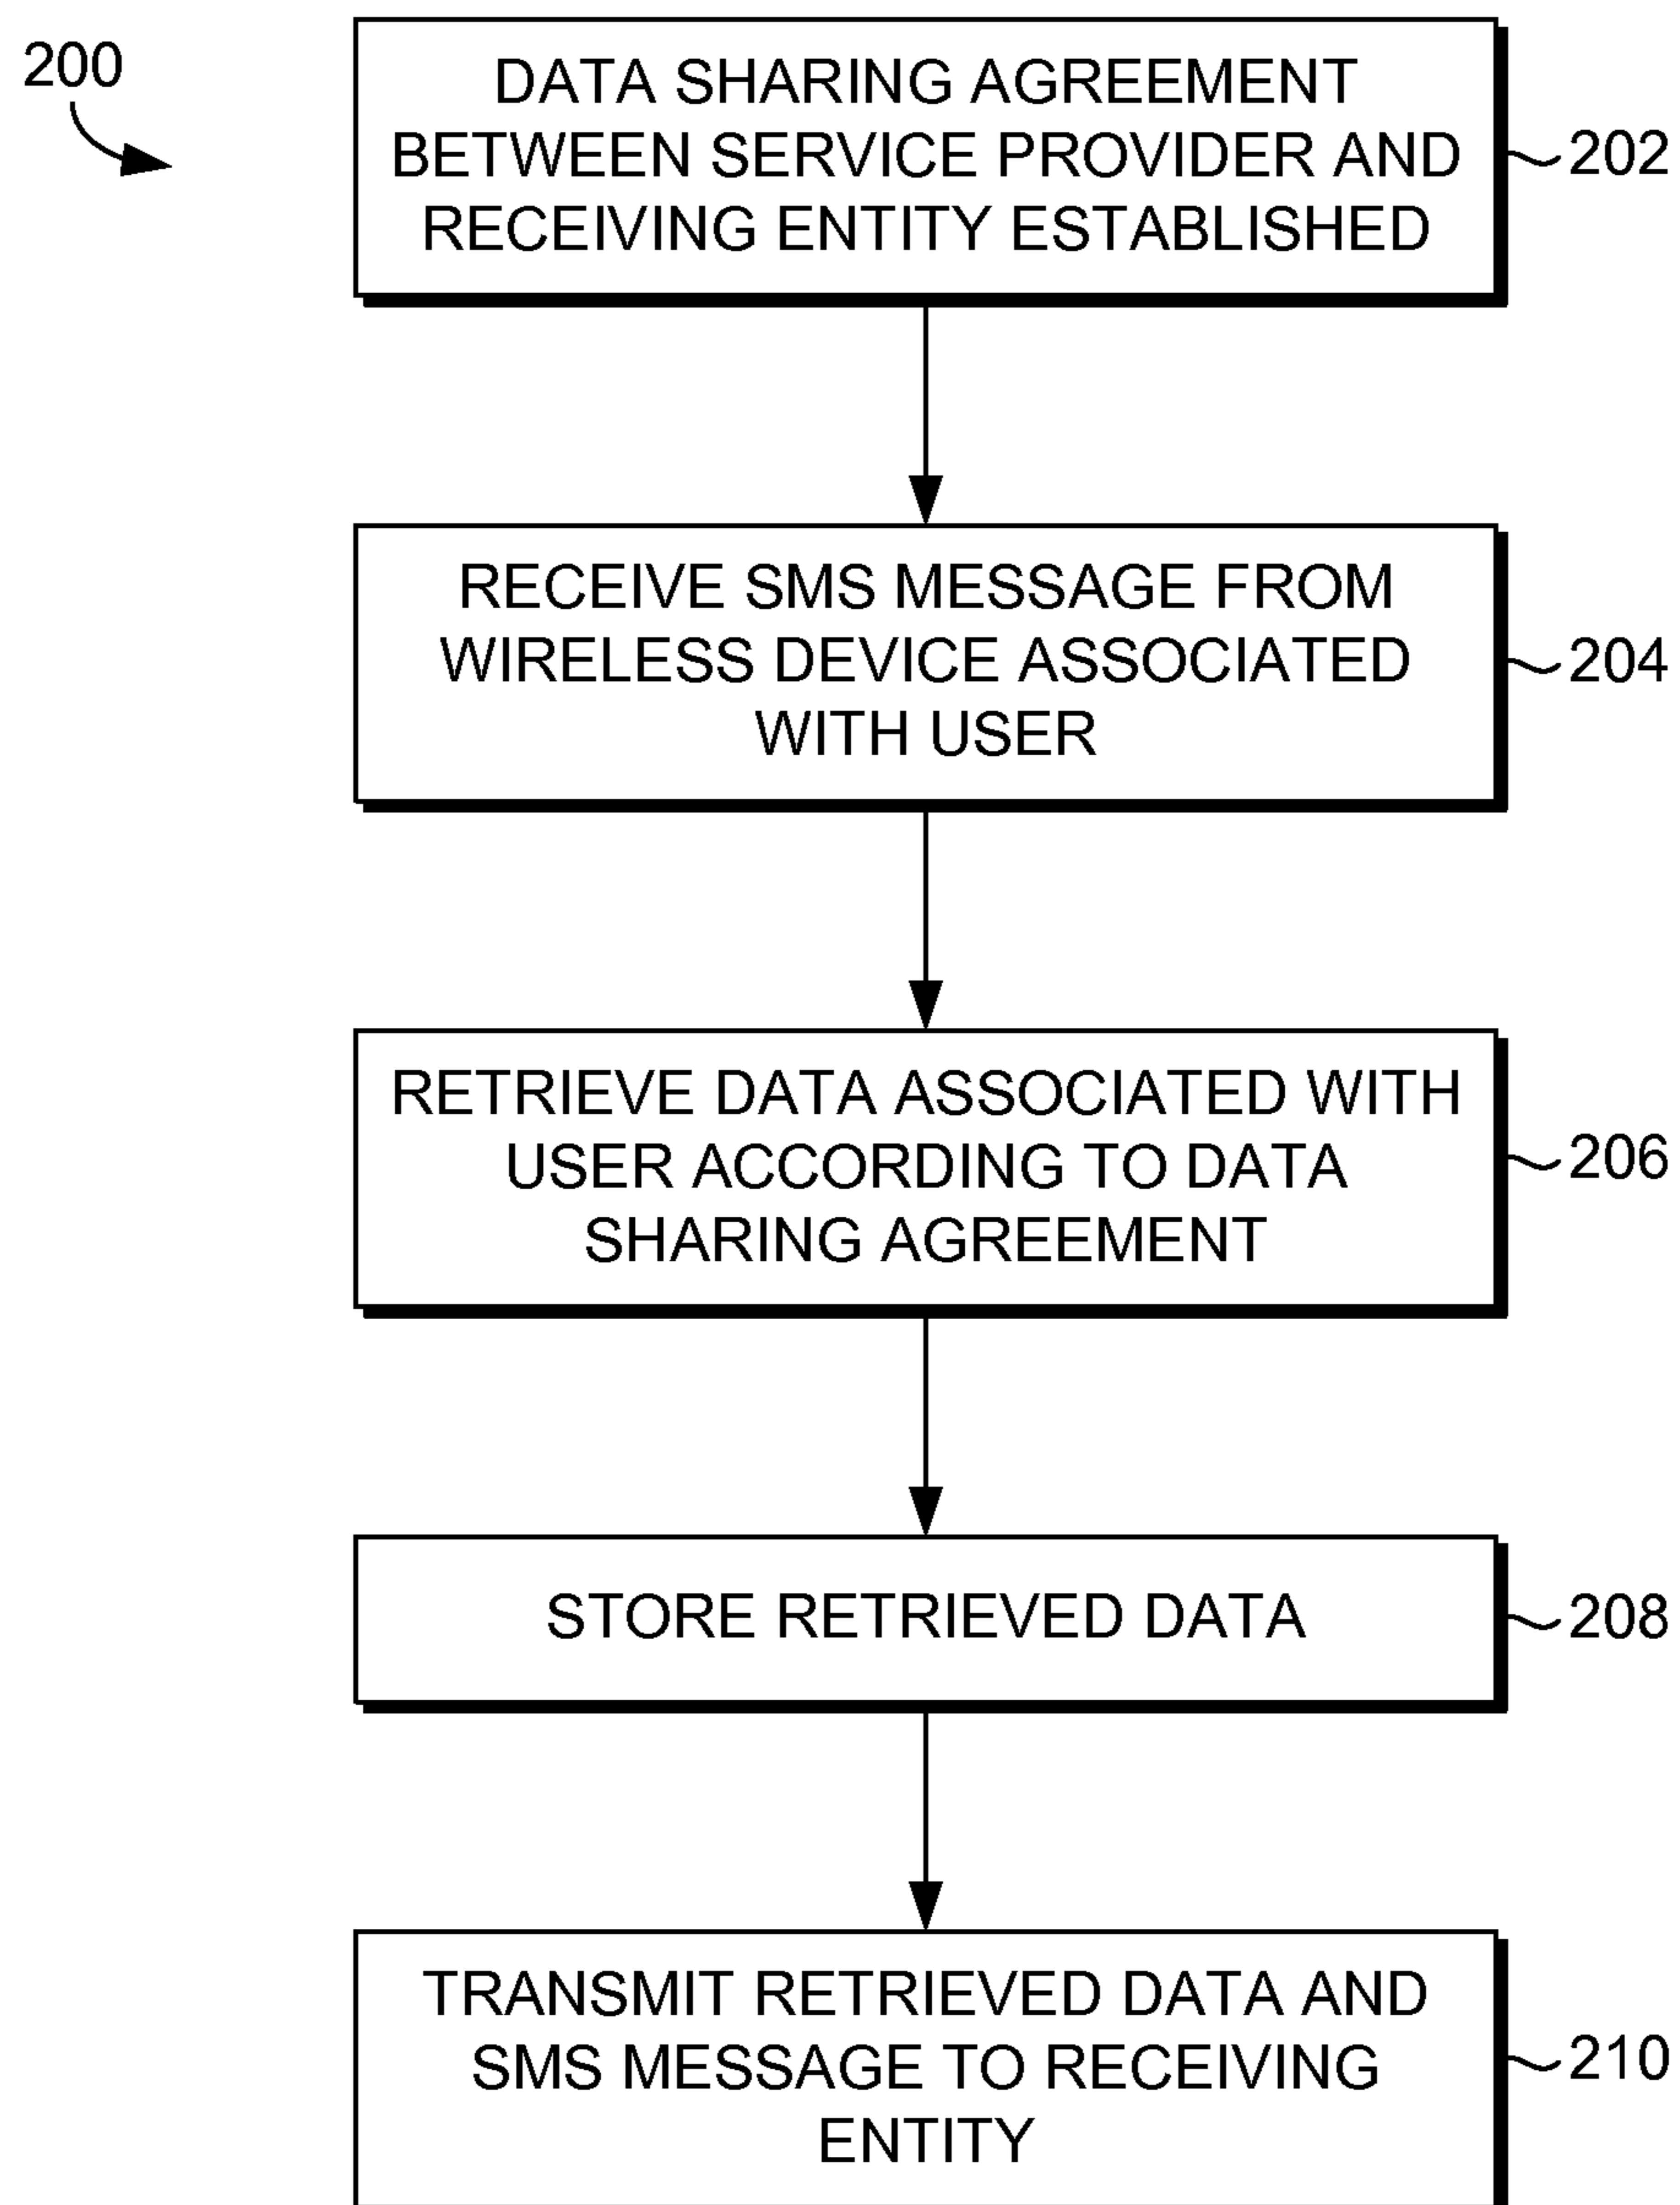 200
DATA SHARING AGREEMENT
BETWEEN SERVICE PROVIDER AND
RECEIVING ENTITY ESTABLISHED
202
RECEIVE SMS MESSAGE FROM
WIRELESS DEVICE ASSOCIATED
WITH USER
204
RETRIEVE DATA ASSOCIATED WITH
USER ACCORDING TO DATA
SHARING AGREEMENT
206
STORE RETRIEVED DATA
208
TRANSMIT RETRIEVED DATA AND
SMS MESSAGE TO RECEIVING
ENTITY
210